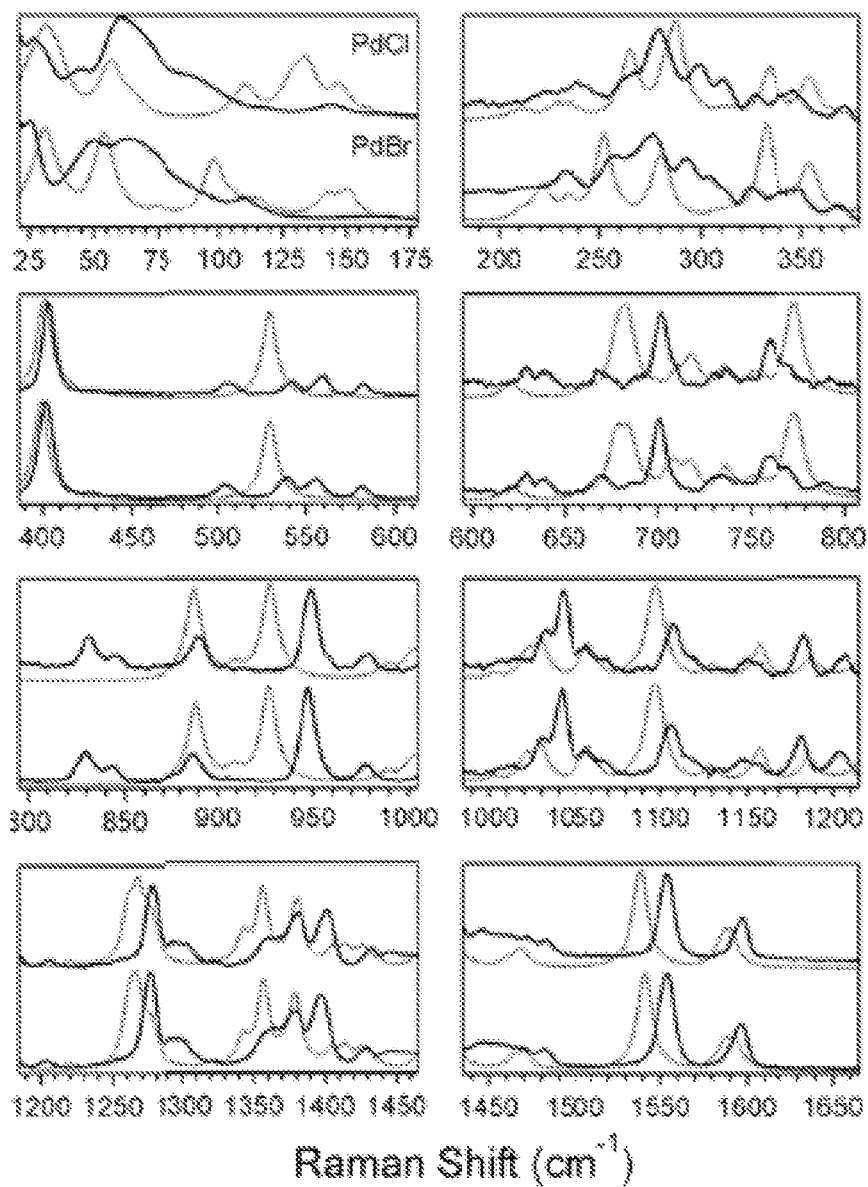 PdCl
PdBr
25 50 75 100 125 150 175
200 250 300 350
400 450 500 550 600
600 650 700 750 800
800 850 900 950 1000
1000 1050 1100 1150 1200
1200 1250 1300 1350 1400 1450
1450 1500 1550 1600 1650
Raman Shift (cm⁻¹)